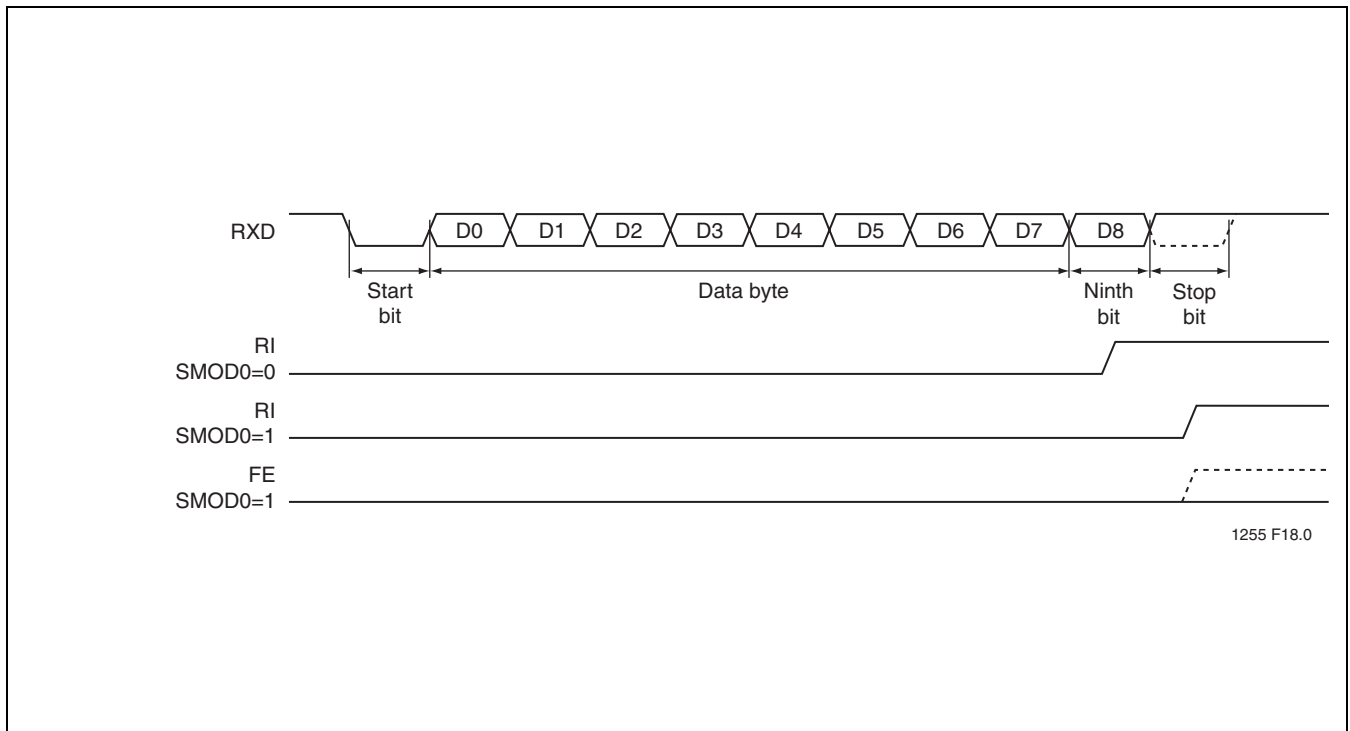 RXD
D0 D1 D2 D3 D4 D5 D6 D7 D8
Start
bit
Data byte
Ninth
bit
Stop
bit
RI
SMOD0=0
RI
SMOD0=1
FE
SMOD0=1
1255 F18.0